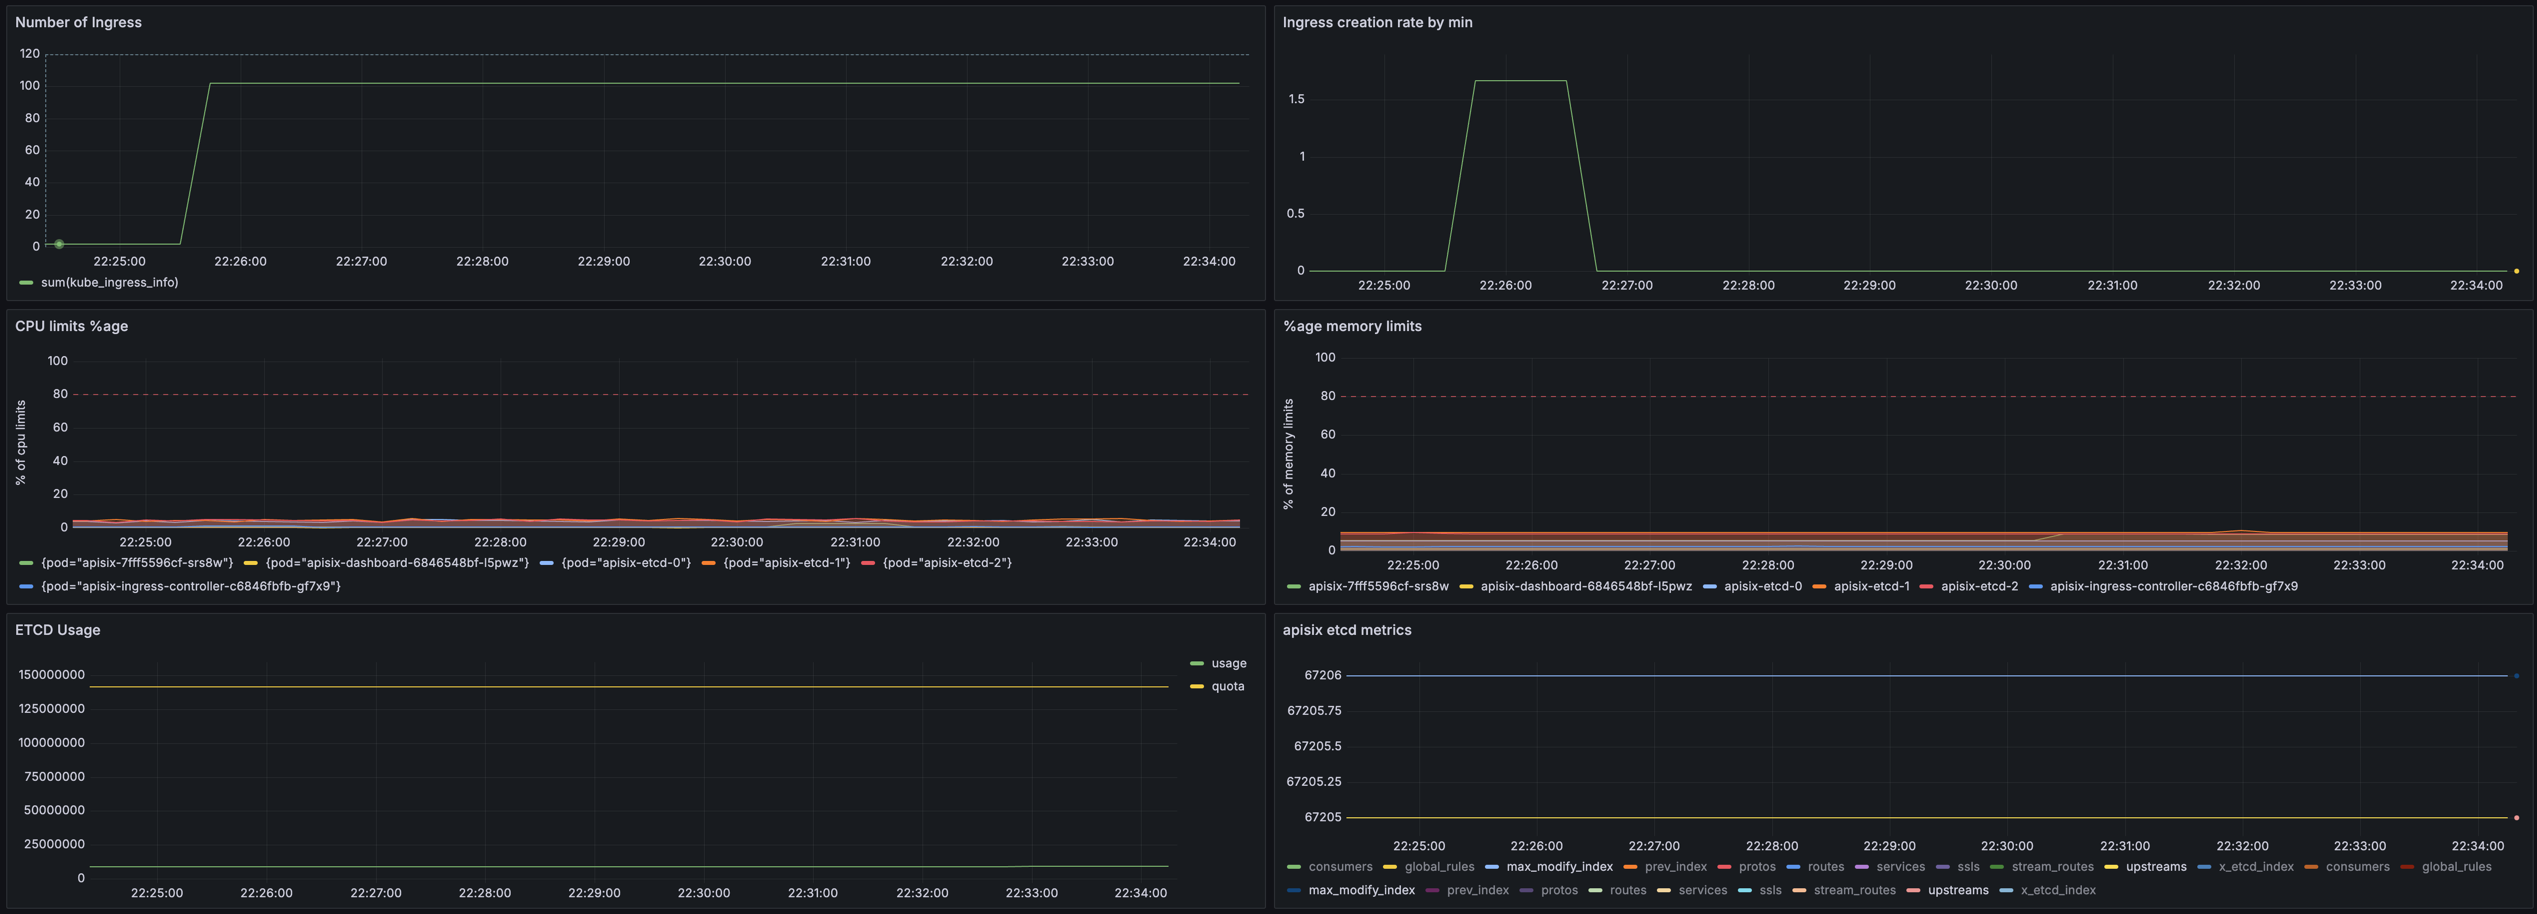 Number of Ingress
120
100
80
60
40
20
0
22:25:00 22:26:00 22:27:00 22:28:00 22:29:00 22:30:00 22:31:00 22:32:00 22:33:00 22:34:00
sum(kube_ingress_info)
Ingress creation rate by min
1.5
1
0.5
0
22:25:00 22:26:00 22:27:00 22:28:00 22:29:00 22:30:00 22:31:00 22:32:00 22:33:00 22:34:00
CPU limits %age
% of cpu limits
100
80
60
40
20
0
22:25:00 22:26:00 22:27:00 22:28:00 22:29:00 22:30:00 22:31:00 22:32:00 22:33:00 22:34:00
{pod="apisix-7fff5596cf-srs8w"} {pod="apisix-dashboard-6846548bf-l5pwz"} {pod="apisix-etcd-0"} {pod="apisix-etcd-1"} {pod="apisix-etcd-2"}
{pod="apisix-ingress-controller-c6846fbfb-gf7x9"}
%age memory limits
% of memory limits
100
80
60
40
20
0
22:25:00 22:26:00 22:27:00 22:28:00 22:29:00 22:30:00 22:31:00 22:32:00 22:33:00 22:34:00
apisix-7fff5596cf-srs8w apisix-dashboard-6846548bf-l5pwz apisix-etcd-0 apisix-etcd-1 apisix-etcd-2 apisix-ingress-controller-c6846fbfb-gf7x9
ETCD Usage
150000000
125000000
100000000
75000000
50000000
25000000
0
22:25:00 22:26:00 22:27:00 22:28:00 22:29:00 22:30:00 22:31:00 22:32:00 22:33:00 22:34:00
usage
quota
apisix etcd metrics
67206
67205.75
67205.5
67205.25
67205
22:25:00 22:26:00 22:27:00 22:28:00 22:29:00 22:30:00 22:31:00 22:32:00 22:33:00 22:34:00
consumers global_rules max_modify_index prev_index protos routes services ssls stream_routes upstreams x_etcd_index consumers global_rules
max_modify_index prev_index protos routes services ssls stream_routes upstreams x_etcd_index